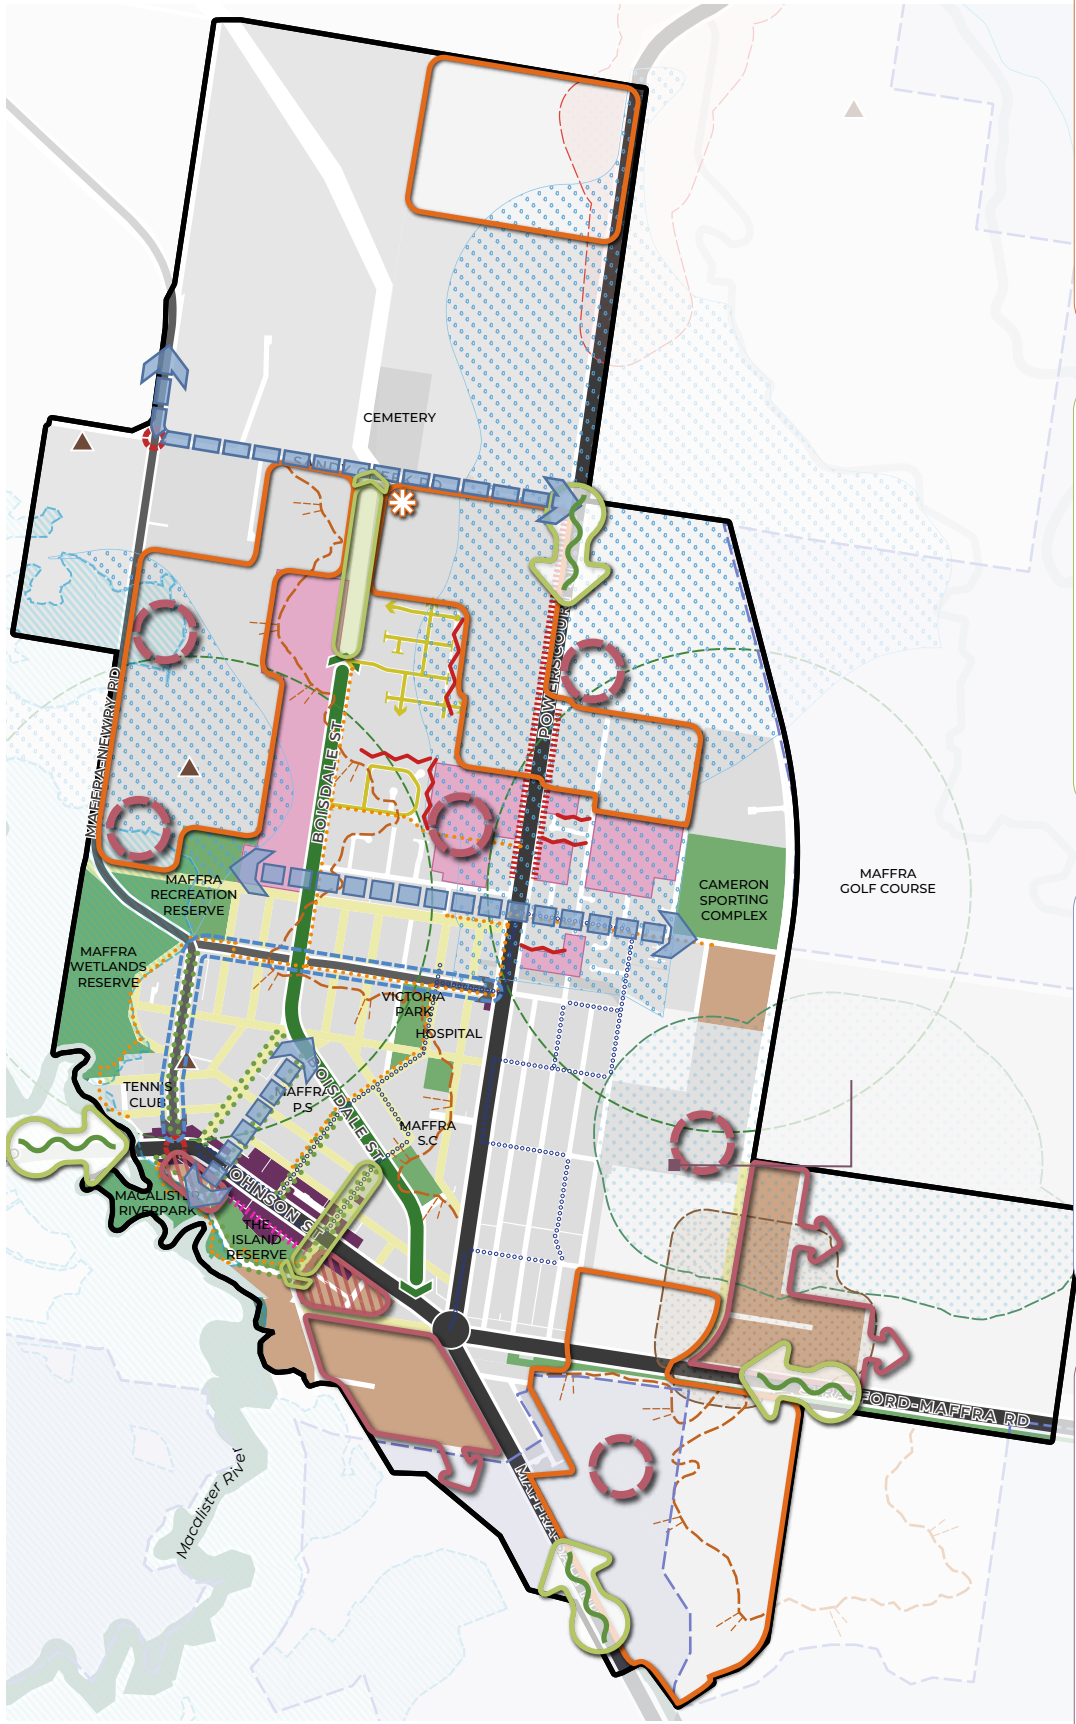 CEMETERY
MAFFRA-NEWRY RD
BOISDALE ST
MAFFRA
RECREATION
RESERVE
MAFFRA
GOLF COURSE
CAMERON
SPORTING
COMPLEX
MAFFRA
WETLANDS
RESERVE
VICTORIA
PARK
HOSPITAL
TENNIS
CLUB
MAFFRA
P.S
BOISDALE ST
MAFFRA
S.C
MACALISTER
RIVERPARK
JOHNSON ST
THE
ISLAND
RESERVE
FORD-MAFFRA RD
Macalister River
MAFFRA